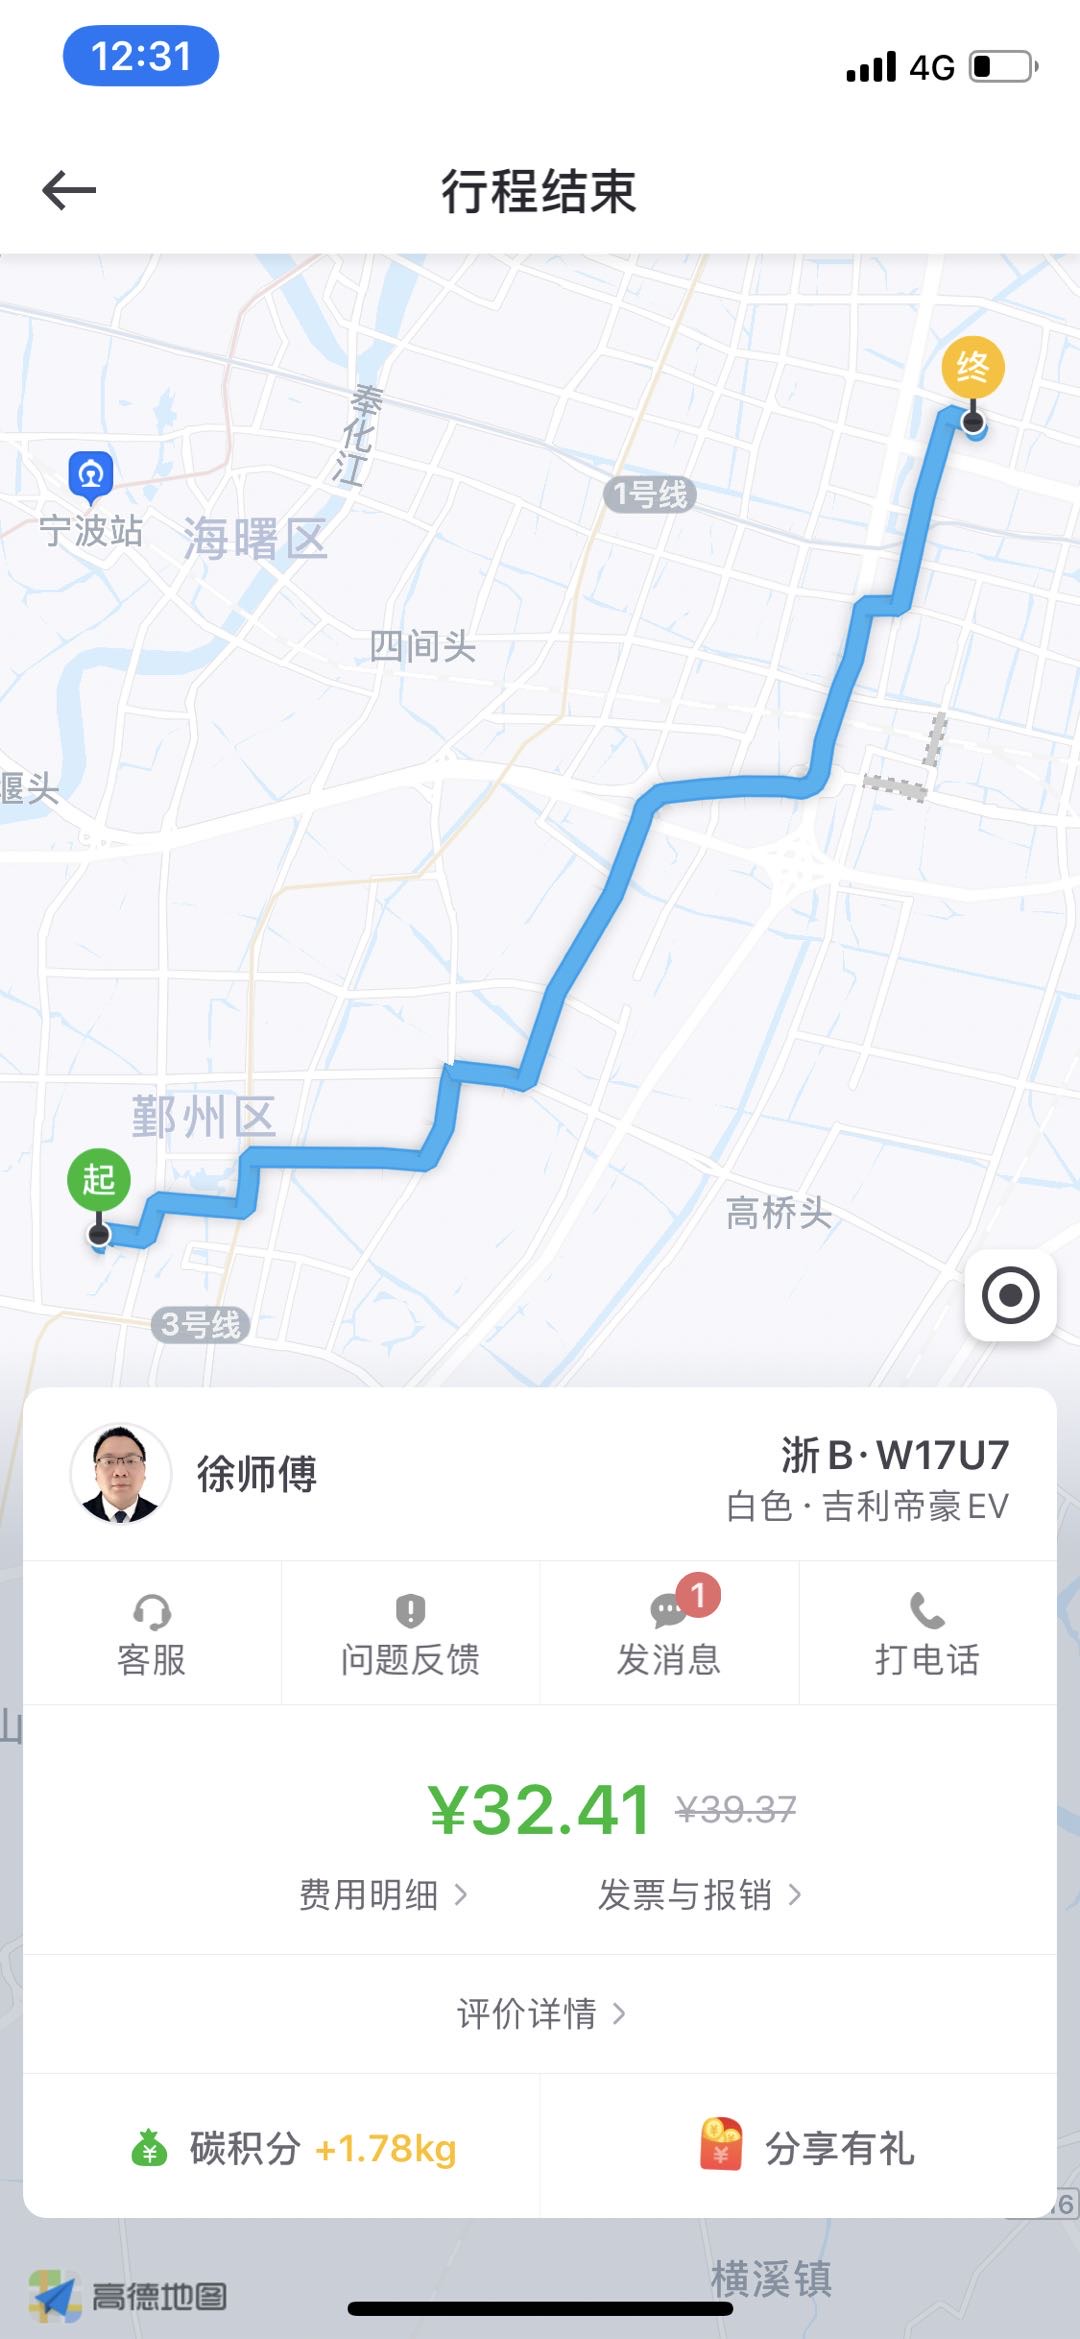 12:31
4G
行程结束
终
奉化江
1号线
宁波站
海曙区
四间头
堰头
鄞州区
起
高桥头
3号线
徐师傅
浙B·W17U7
白色·吉利帝豪EV
客服
问题反馈
1
发消息
打电话
山
¥32.41 ¥39.37
费用明细
发票与报销
评价详情
碳积分 +1.78kg
分享有礼
横溪镇
高德地图